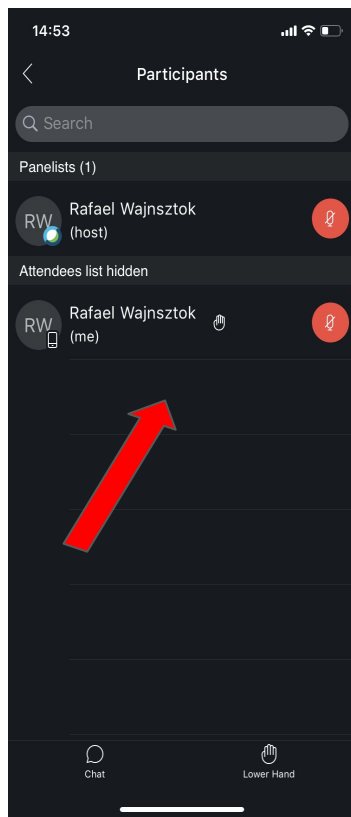 14:53
Participants
Search
Panelists (1)
RW
Rafael Wajnsztok
(host)
Attendees list hidden
RW
Rafael Wajnsztok
(me)
Chat
Lower Hand